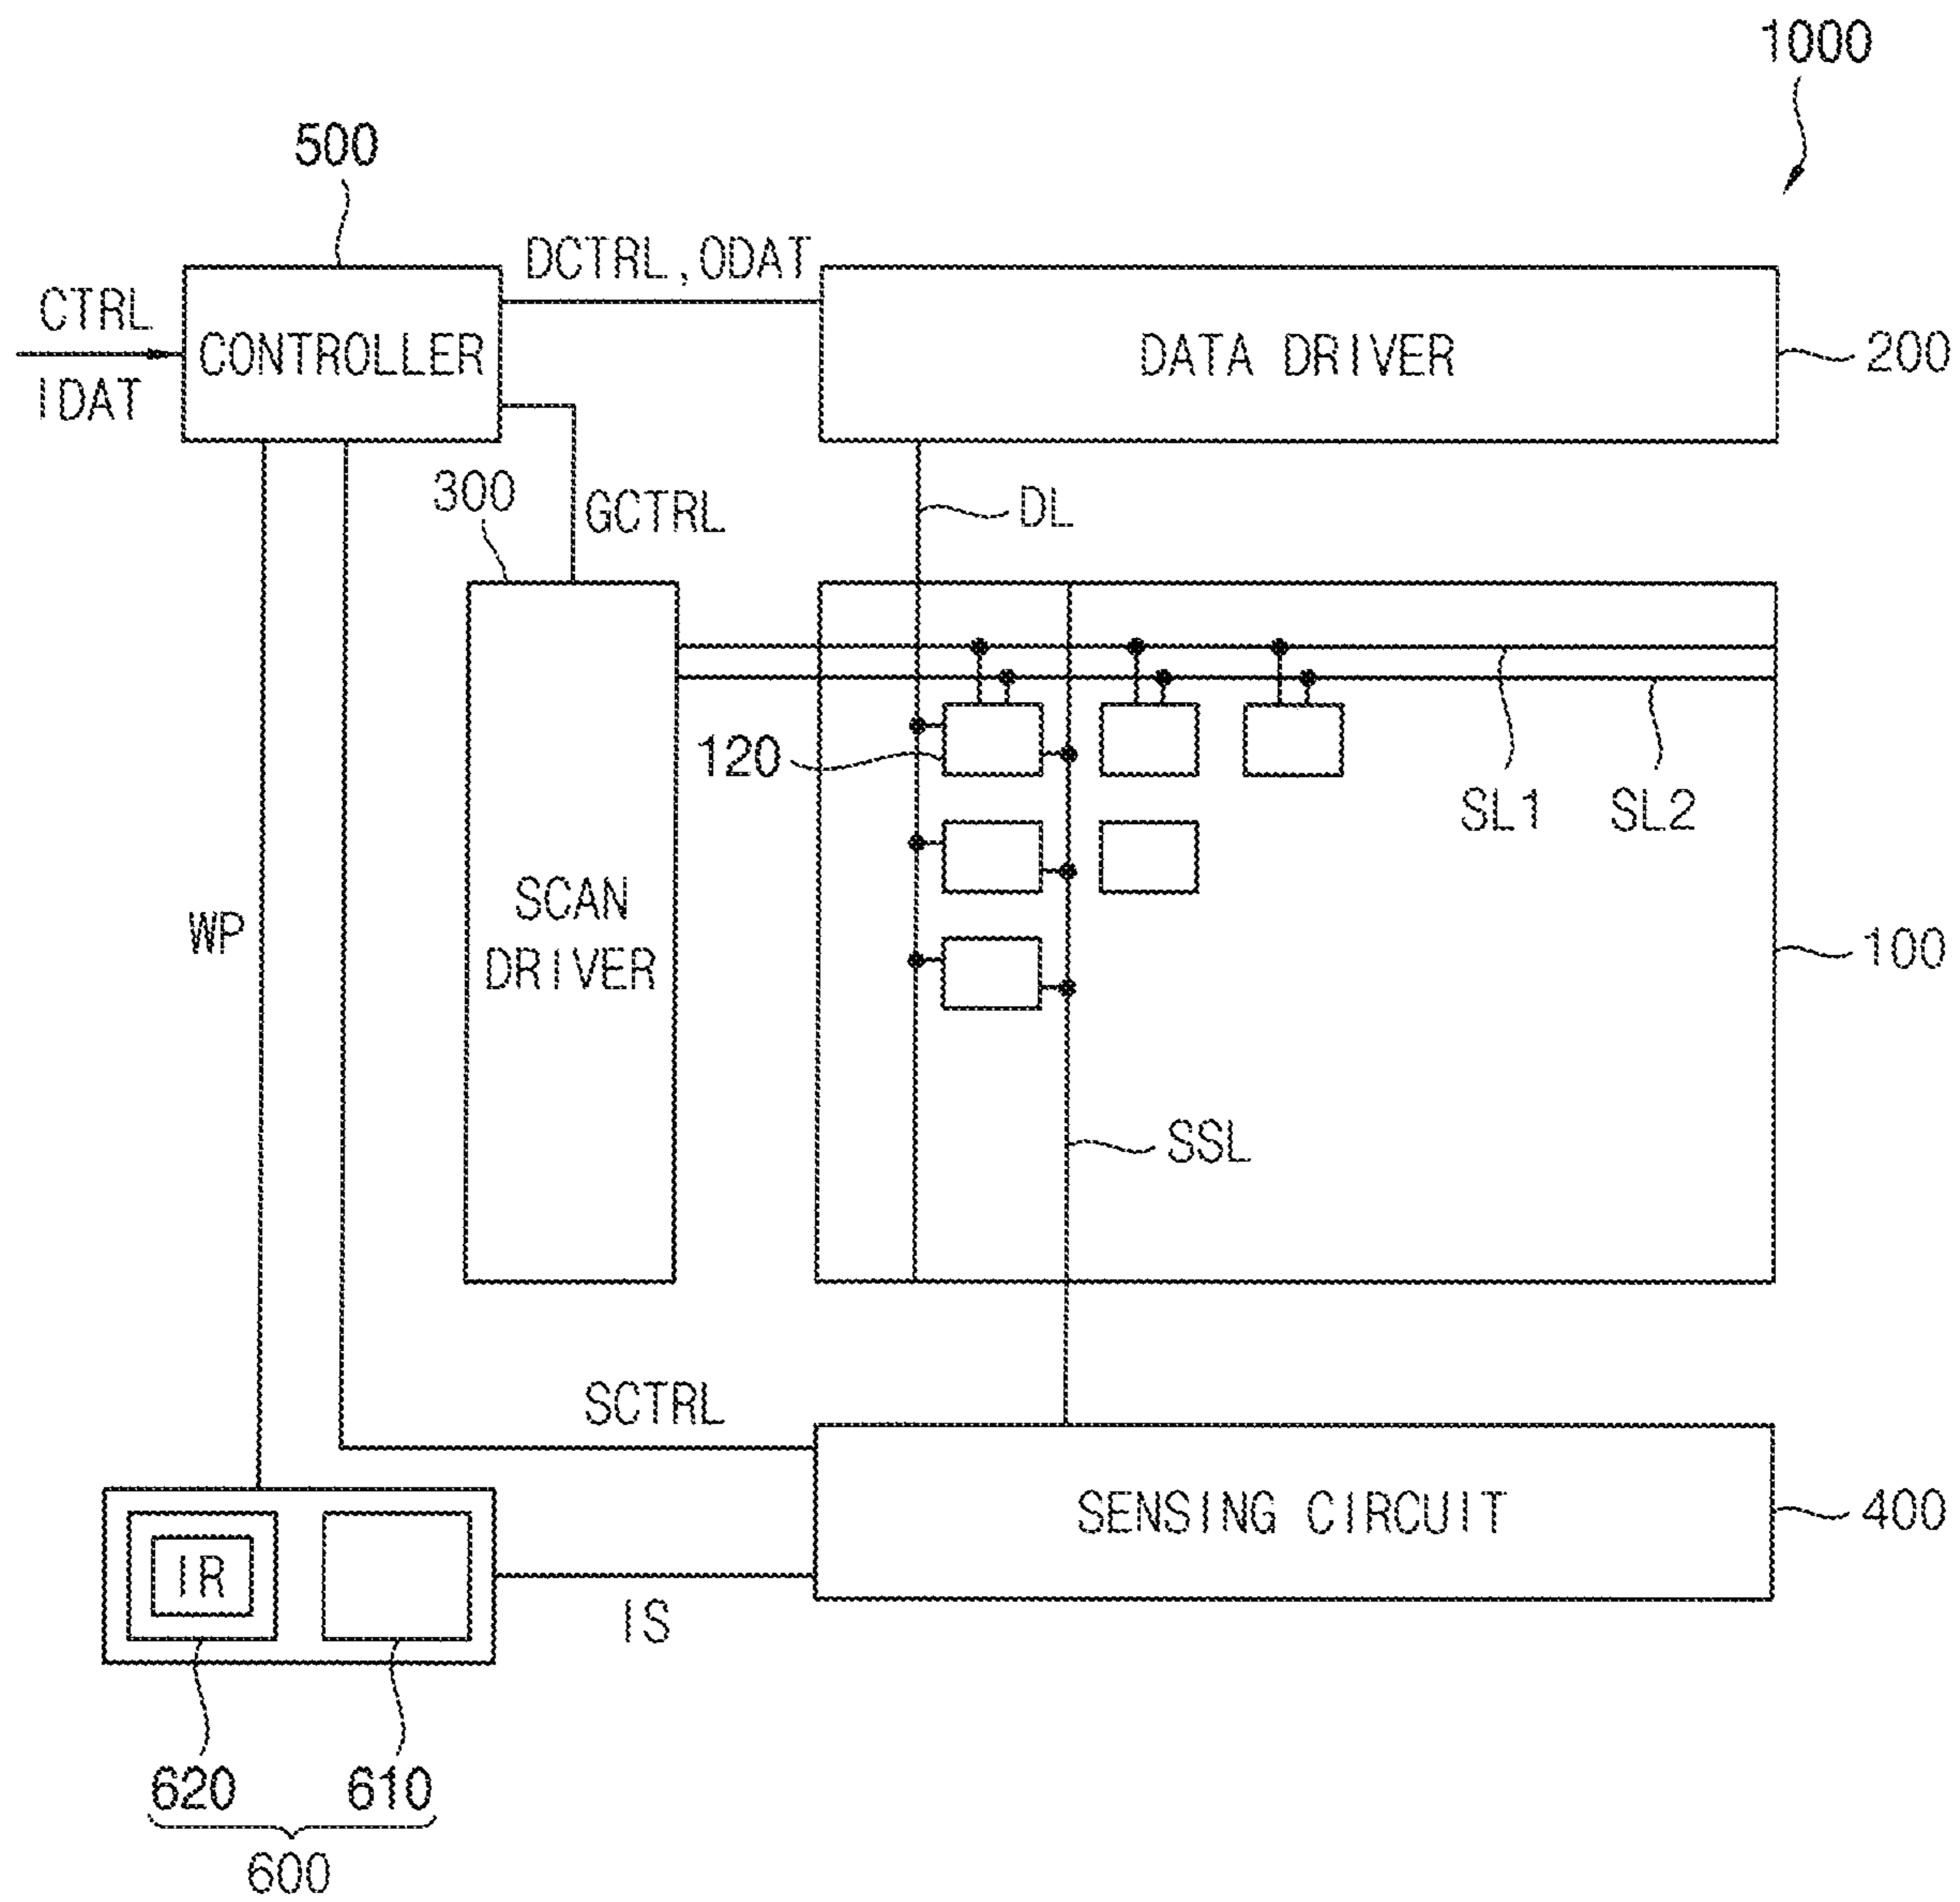 1000
500
DCTRL,ODAT
CTRL
CONTROLLER
DATA DRIVER
200
IDAT
300
GCTRL
DL
120
SL1
SL2
SCAN
WP
DRIVER
100
SSL
SCTRL
SENSING CIRCUIT
400
IR
IS
620
610
600